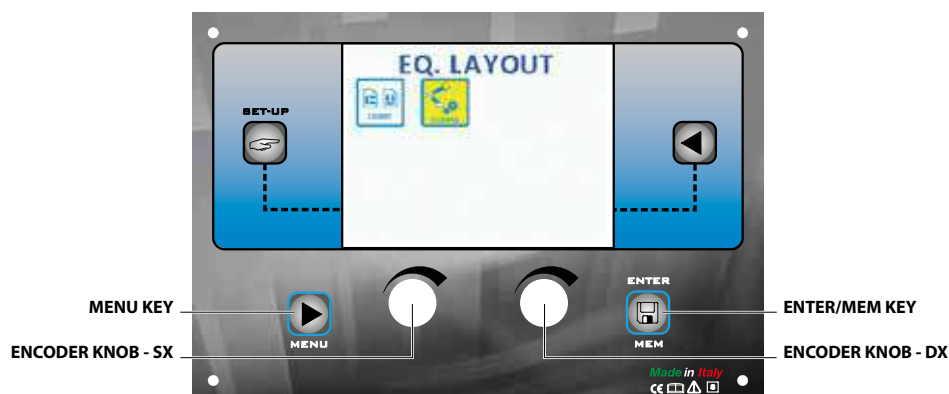 EQ. LAYOUT
SET-UP
ENTER
MENU KEY
ENTER/MEM KEY
MENU
MEM
ENCODER KNOB - SX
ENCODER KNOB - DX
Made in Italy
CE